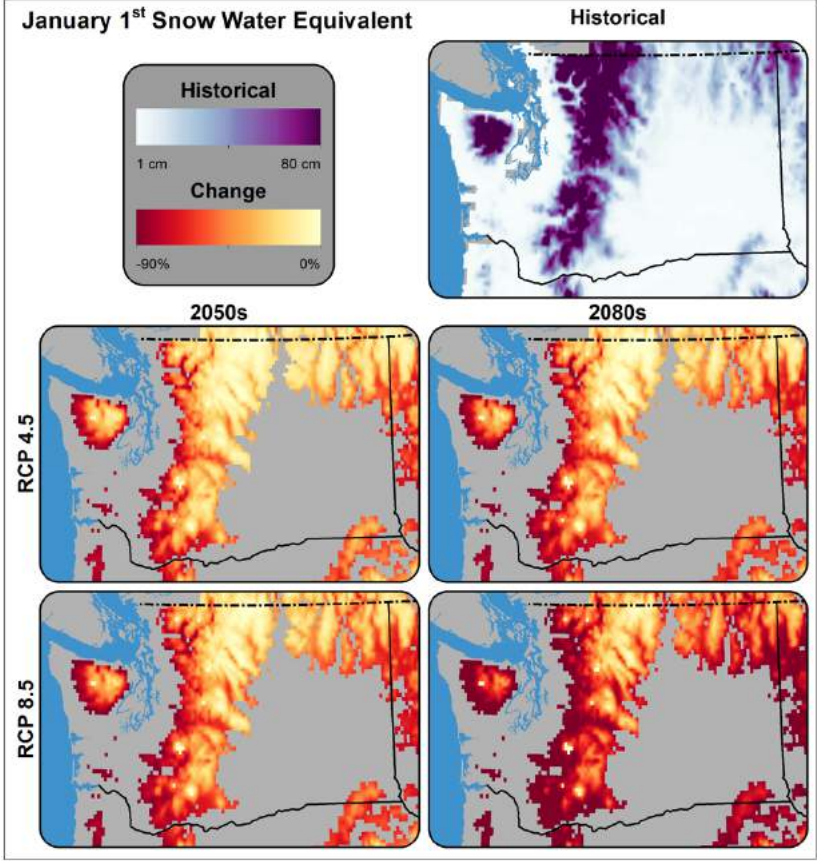 January 1st Snow Water Equivalent
Historical
Historical
1 cm 80 cm
Change
-90% 0%
2050s 2080s
RCP 4.5
RCP 8.5